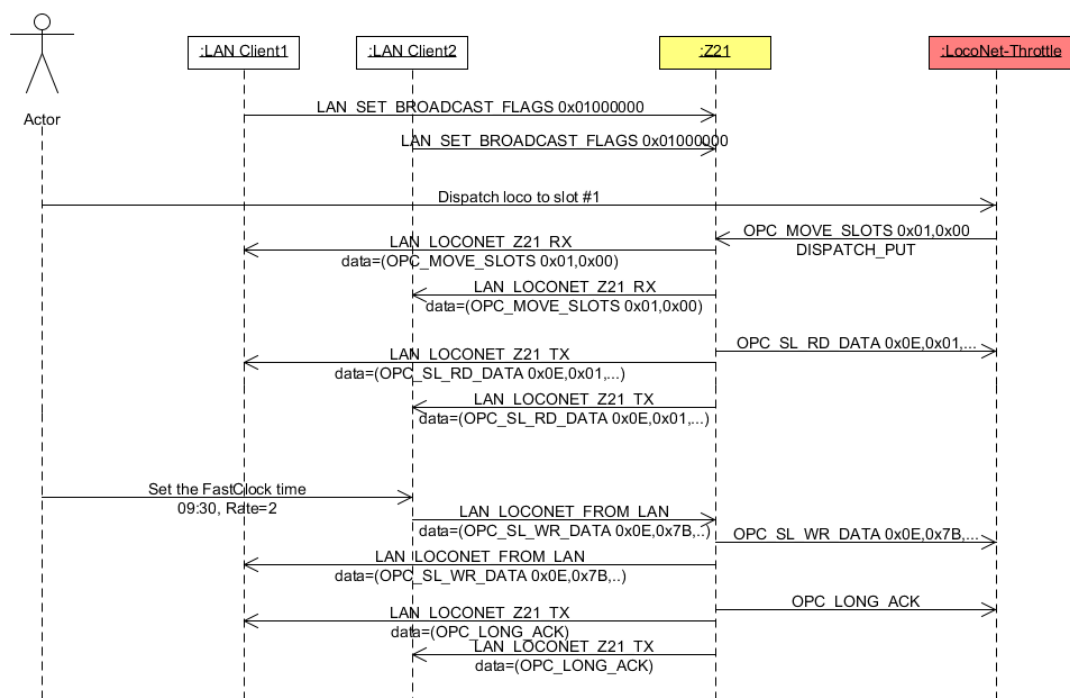 :LAN Client1
:LAN Client2
:Z21
:LocoNet-Throttle
Actor
LAN_SET_BROADCAST_FLAGS 0x01000000
LAN_SET_BROADCAST_FLAGS 0x01000000
Dispatch loco to slot #1
OPC_MOVE_SLOTS 0x01,0x00
DISPATCH_PUT
LAN_LOCONET_Z21_RX
data=(OPC_MOVE_SLOTS 0x01,0x00)
LAN_LOCONET_Z21_RX
data=(OPC_MOVE_SLOTS 0x01,0x00)
OPC_SL_RD_DATA 0x0E,0x01,...
LAN_LOCONET_Z21_TX
data=(OPC_SL_RD_DATA 0x0E,0x01,...)
LAN_LOCONET_Z21_TX
data=(OPC_SL_RD_DATA 0x0E,0x01,...)
Set the FastClock time
09:30, Rate=2
LAN_LOCONET_FROM_LAN
data=(OPC_SL_WR_DATA 0x0E,0x7B,..)
OPC_SL_WR_DATA 0x0E,0x7B,...
LAN_LOCONET_FROM_LAN
data=(OPC_SL_WR_DATA 0x0E,0x7B,..)
OPC_LONG_ACK
LAN_LOCONET_Z21_TX
data=(OPC_LONG_ACK)
LAN_LOCONET_Z21_TX
data=(OPC_LONG_ACK)